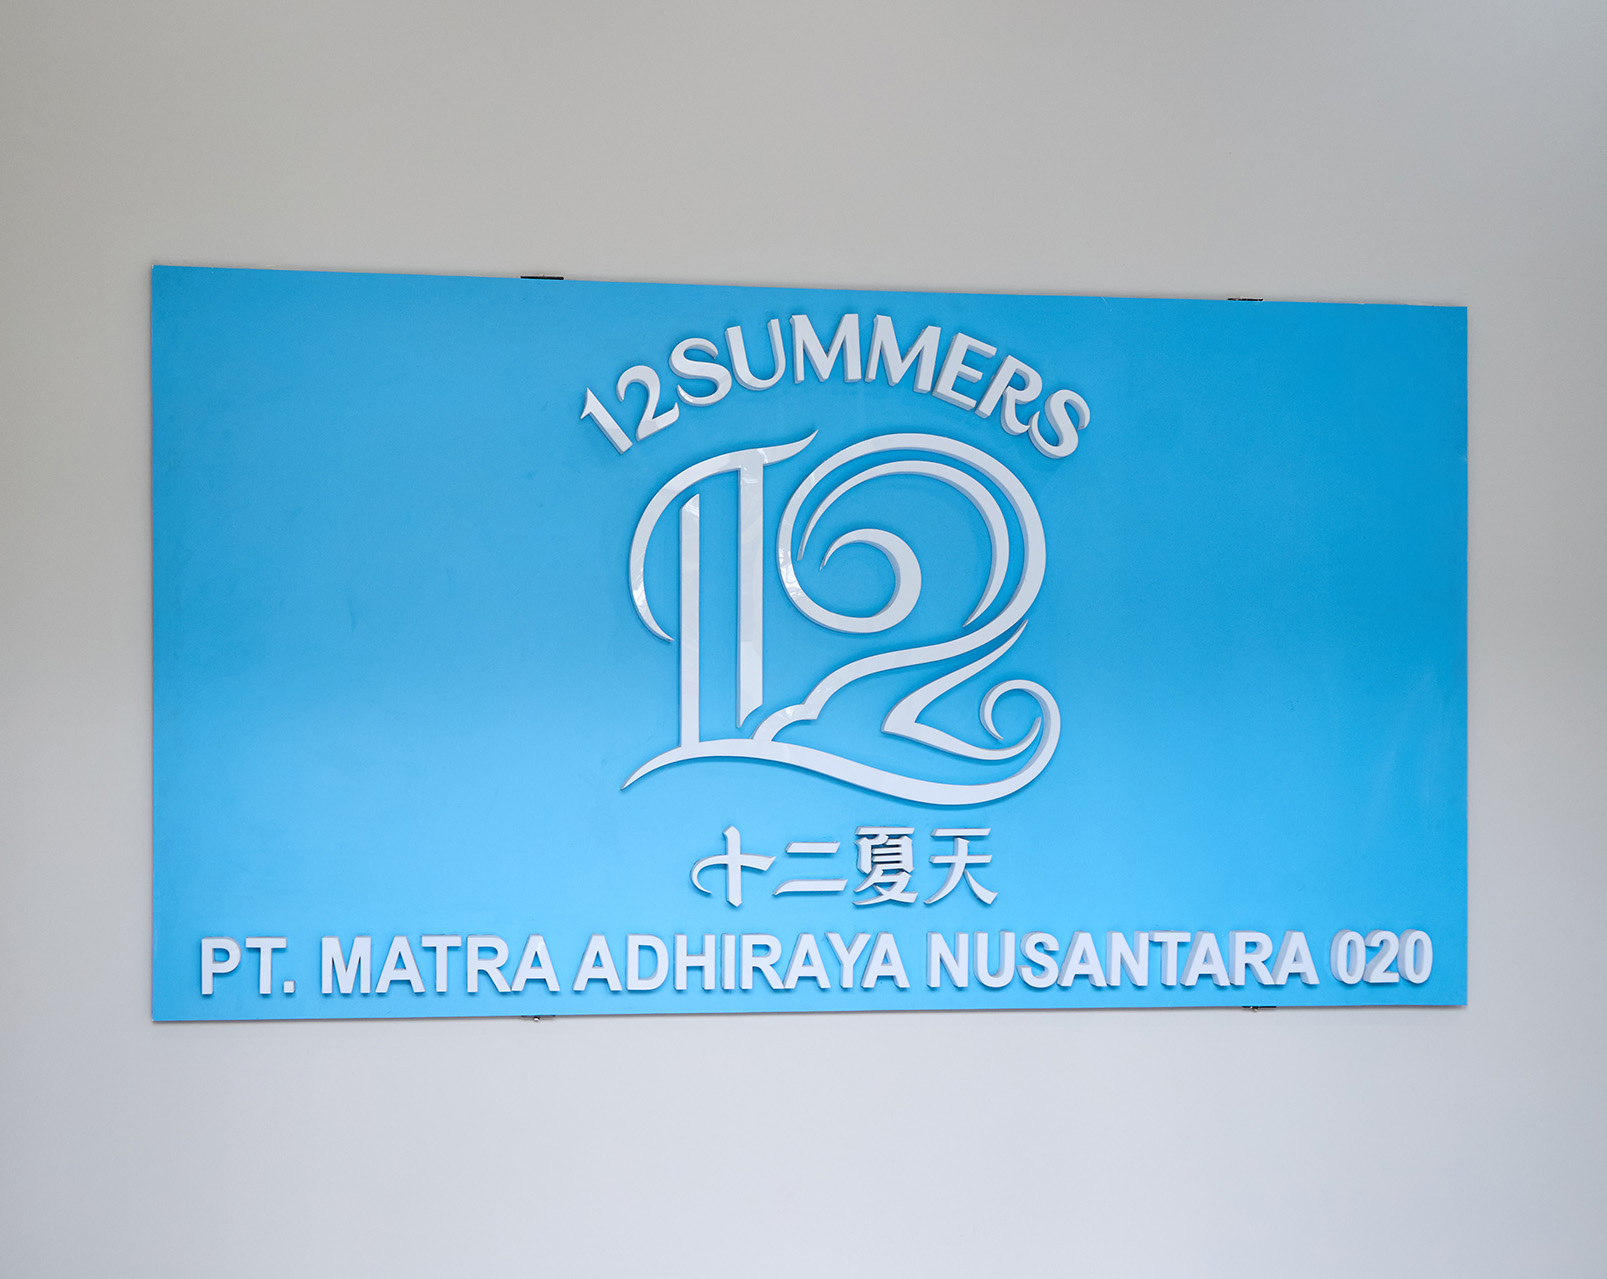 12SUMMERS
12
十二夏天
PT. MATRA ADHIRAYA NUSANTARA 020